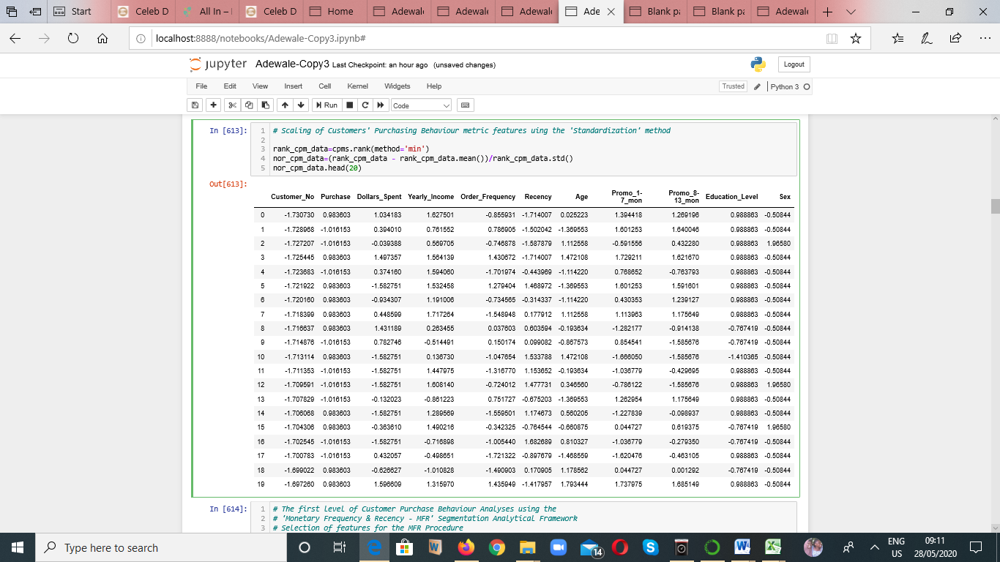 Start
Celeb D
All In –
Celeb D
Home
Adewale
Adewale
Adewale
Ade
Blank pa
Blank pa
Adewale
localhost:8888/notebooks/Adewale-Copy3.ipynb#
jupyter Adewale-Copy3 Last Checkpoint: an hour ago (unsaved changes)
Logout
File Edit View Insert Cell Kernel Widgets Help
Trusted
Python 3
Run
Code
In [613]:
1 # Scaling of Customers' Purchasing Behaviour metric features uing the 'Standardization' method
2
3 rank_cpm_data=cpms.rank(method='min')
4 nor_cpm_data=(rank_cpm_data - rank_cpm_data.mean())/rank_cpm_data.std()
5 nor_cpm_data.head(20)
Out[613]:
Customer_No Purchase Dollars_Spent Yearly_Income Order_Frequency Recency Age Promo_1-7_mon Promo_8-13_mon Education_Level Sex
0 -1.730730 0.983603 1.034183 1.627501 -0.855931 -1.714007 0.025223 1.394418 1.269196 0.988863 -0.50844
1 -1.728968 -1.016153 0.394010 0.761552 0.786905 -1.502042 -1.369553 1.601253 1.640046 0.988863 -0.50844
2 -1.727207 -1.016153 -0.039388 0.569705 -0.746878 -1.587879 1.112558 -0.591556 0.432280 0.988863 1.96580
3 -1.725445 0.983603 1.497357 1.564139 1.430672 -1.714007 1.472108 1.729211 1.621670 0.988863 -0.50844
4 -1.723683 -1.016153 0.374160 1.594060 -1.701974 -0.443969 -1.114220 0.768652 -0.763793 0.988863 -0.50844
5 -1.721922 0.983603 -1.582751 1.532458 1.279404 1.468972 -1.369553 1.601253 1.591601 0.988863 -0.50844
6 -1.720160 0.983603 -0.934307 1.191006 -0.734565 -0.314337 -1.114220 0.430353 1.239127 0.988863 -0.50844
7 -1.718399 0.983603 0.448599 1.717264 -1.548948 0.177912 1.112558 1.113963 1.175649 0.988863 -0.50844
8 -1.716637 0.983603 1.431189 0.263455 0.037603 0.603594 -0.193634 -1.282177 -0.914138 -0.767419 -0.50844
9 -1.714876 -1.016153 0.782746 -0.514491 0.150174 0.099082 -0.867573 0.854541 -1.585676 -0.767419 -0.50844
10 -1.713114 0.983603 -1.582751 0.136730 -1.047654 1.533788 1.472108 -1.666050 -1.585676 -1.410365 -0.50844
11 -1.711353 -1.016153 -1.582751 1.447975 -1.316770 1.153652 -0.193634 -1.036779 -0.429695 0.988863 -0.50844
12 -1.709591 -1.016153 -1.582751 1.608140 -0.724012 1.477731 0.346560 -0.786122 -1.585676 0.988863 1.96580
13 -1.707829 -1.016153 -0.132023 -0.861223 0.751727 -0.675203 -1.369553 1.262954 1.175649 0.988863 -0.50844
14 -1.706068 0.983603 -1.582751 1.289569 -1.559501 1.174673 0.560205 -1.227839 -0.098937 0.988863 -0.50844
15 -1.704306 0.983603 -0.363610 1.490216 -0.342325 -0.764544 -0.660875 0.044727 0.619375 -0.767419 1.96580
16 -1.702545 -1.016153 -1.582751 -0.716898 -1.005440 1.682689 0.810327 -1.036779 -0.279350 -0.767419 -0.50844
17 -1.700783 -1.016153 0.432057 -0.498651 -1.721322 -0.897679 -1.468559 -1.620476 -0.463105 0.988863 -0.50844
18 -1.699022 0.983603 -0.626627 -1.010828 -1.490903 0.170905 1.178562 0.044727 0.001292 -0.767419 -0.50844
19 -1.697260 0.983603 1.596609 1.315970 1.435949 -1.417957 1.793444 1.737975 1.685149 0.988863 -0.50844
In [614]:
1 # The first level of Customer Purchase Behaviour Analyses using the
2 # 'Monetary Frequency & Recency - MFR' Segmentation Analytical Framework
3 # Selection of features for the MFR Procedure
Type here to search
14
ENG
US
09:11
28/05/2020